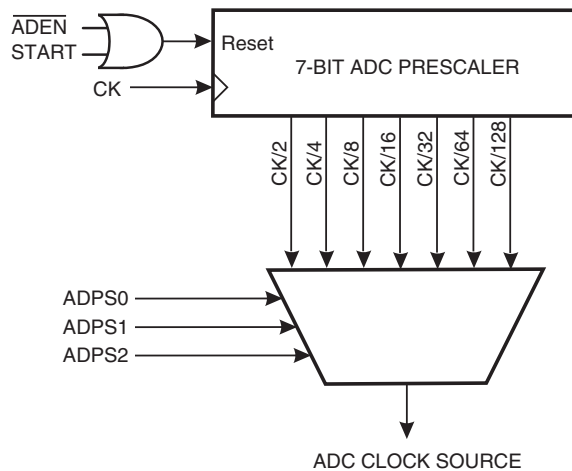 A̅D̅E̅N̅
START
Reset
7-BIT ADC PRESCALER
CK
CK/2
CK/4
CK/8
CK/16
CK/32
CK/64
CK/128
ADPS0
ADPS1
ADPS2
ADC CLOCK SOURCE